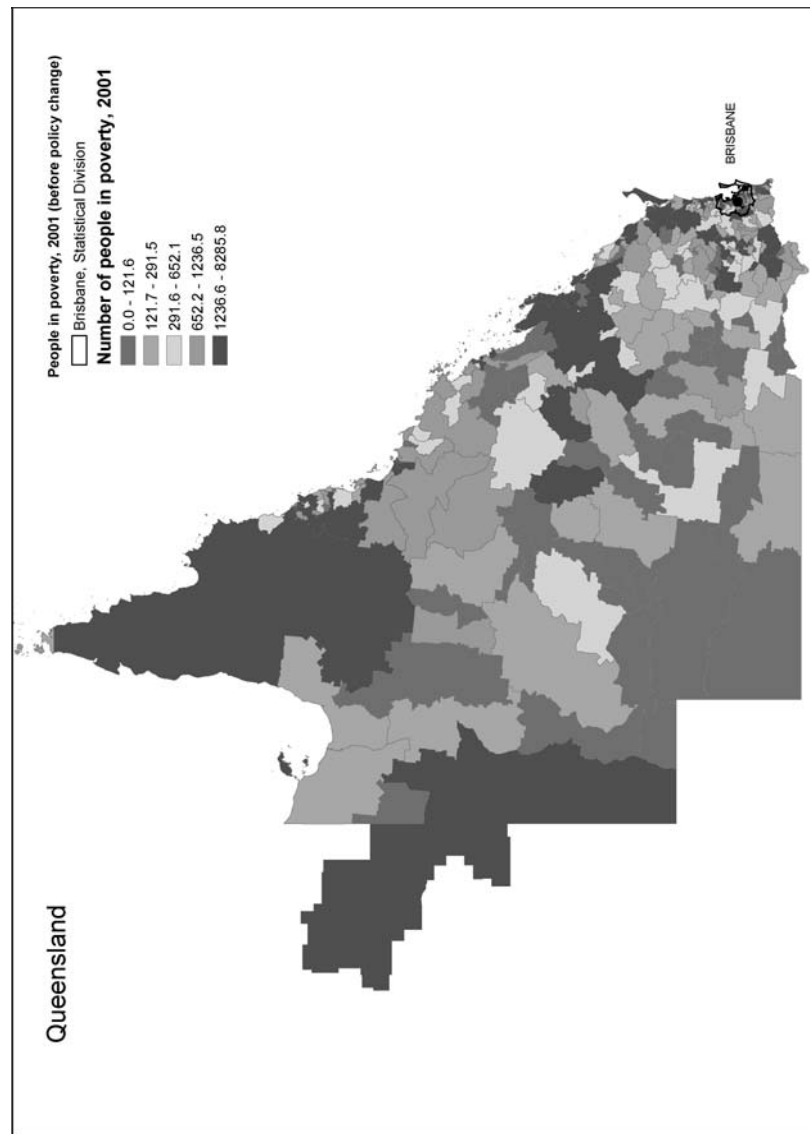 Queensland
People in poverty, 2001 (before policy change)
Brisbane, Statistical Division
Number of people in poverty, 2001
0.0 - 121.6
121.7 - 291.5
291.6 - 652.1
652.2 - 1236.5
1236.6 - 8285.8
BRISBANE